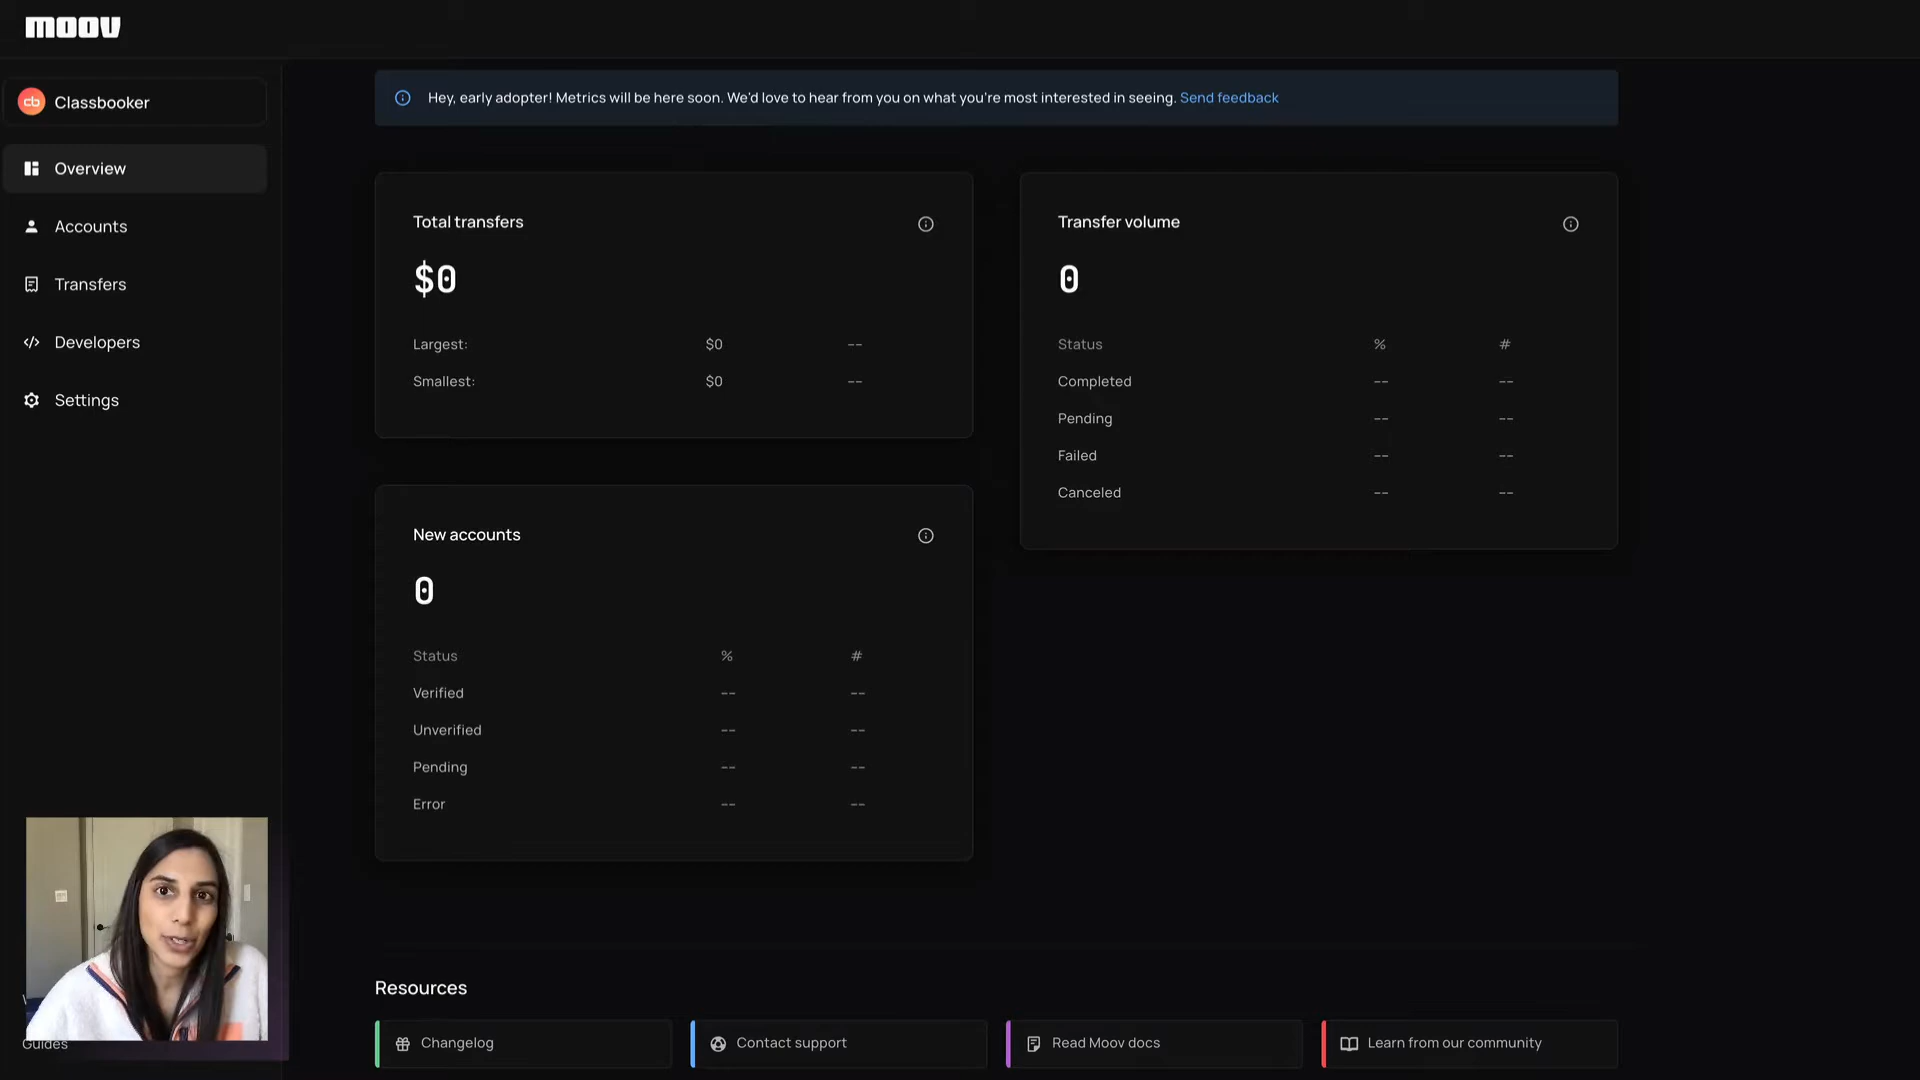 moov
cb Classbooker
Overview
Accounts
Transfers
Developers
Settings
Guides
Hey, early adopter! Metrics will be here soon. We'd love to hear from you on what you're most interested in seeing. Send feedback
Total transfers
$0
Largest: $0 --
Smallest: $0 --
Transfer volume
0
Status % #
Completed -- --
Pending -- --
Failed -- --
Canceled -- --
New accounts
0
Status % #
Verified -- --
Unverified -- --
Pending -- --
Error -- --
Resources
Changelog
Contact support
Read Moov docs
Learn from our community